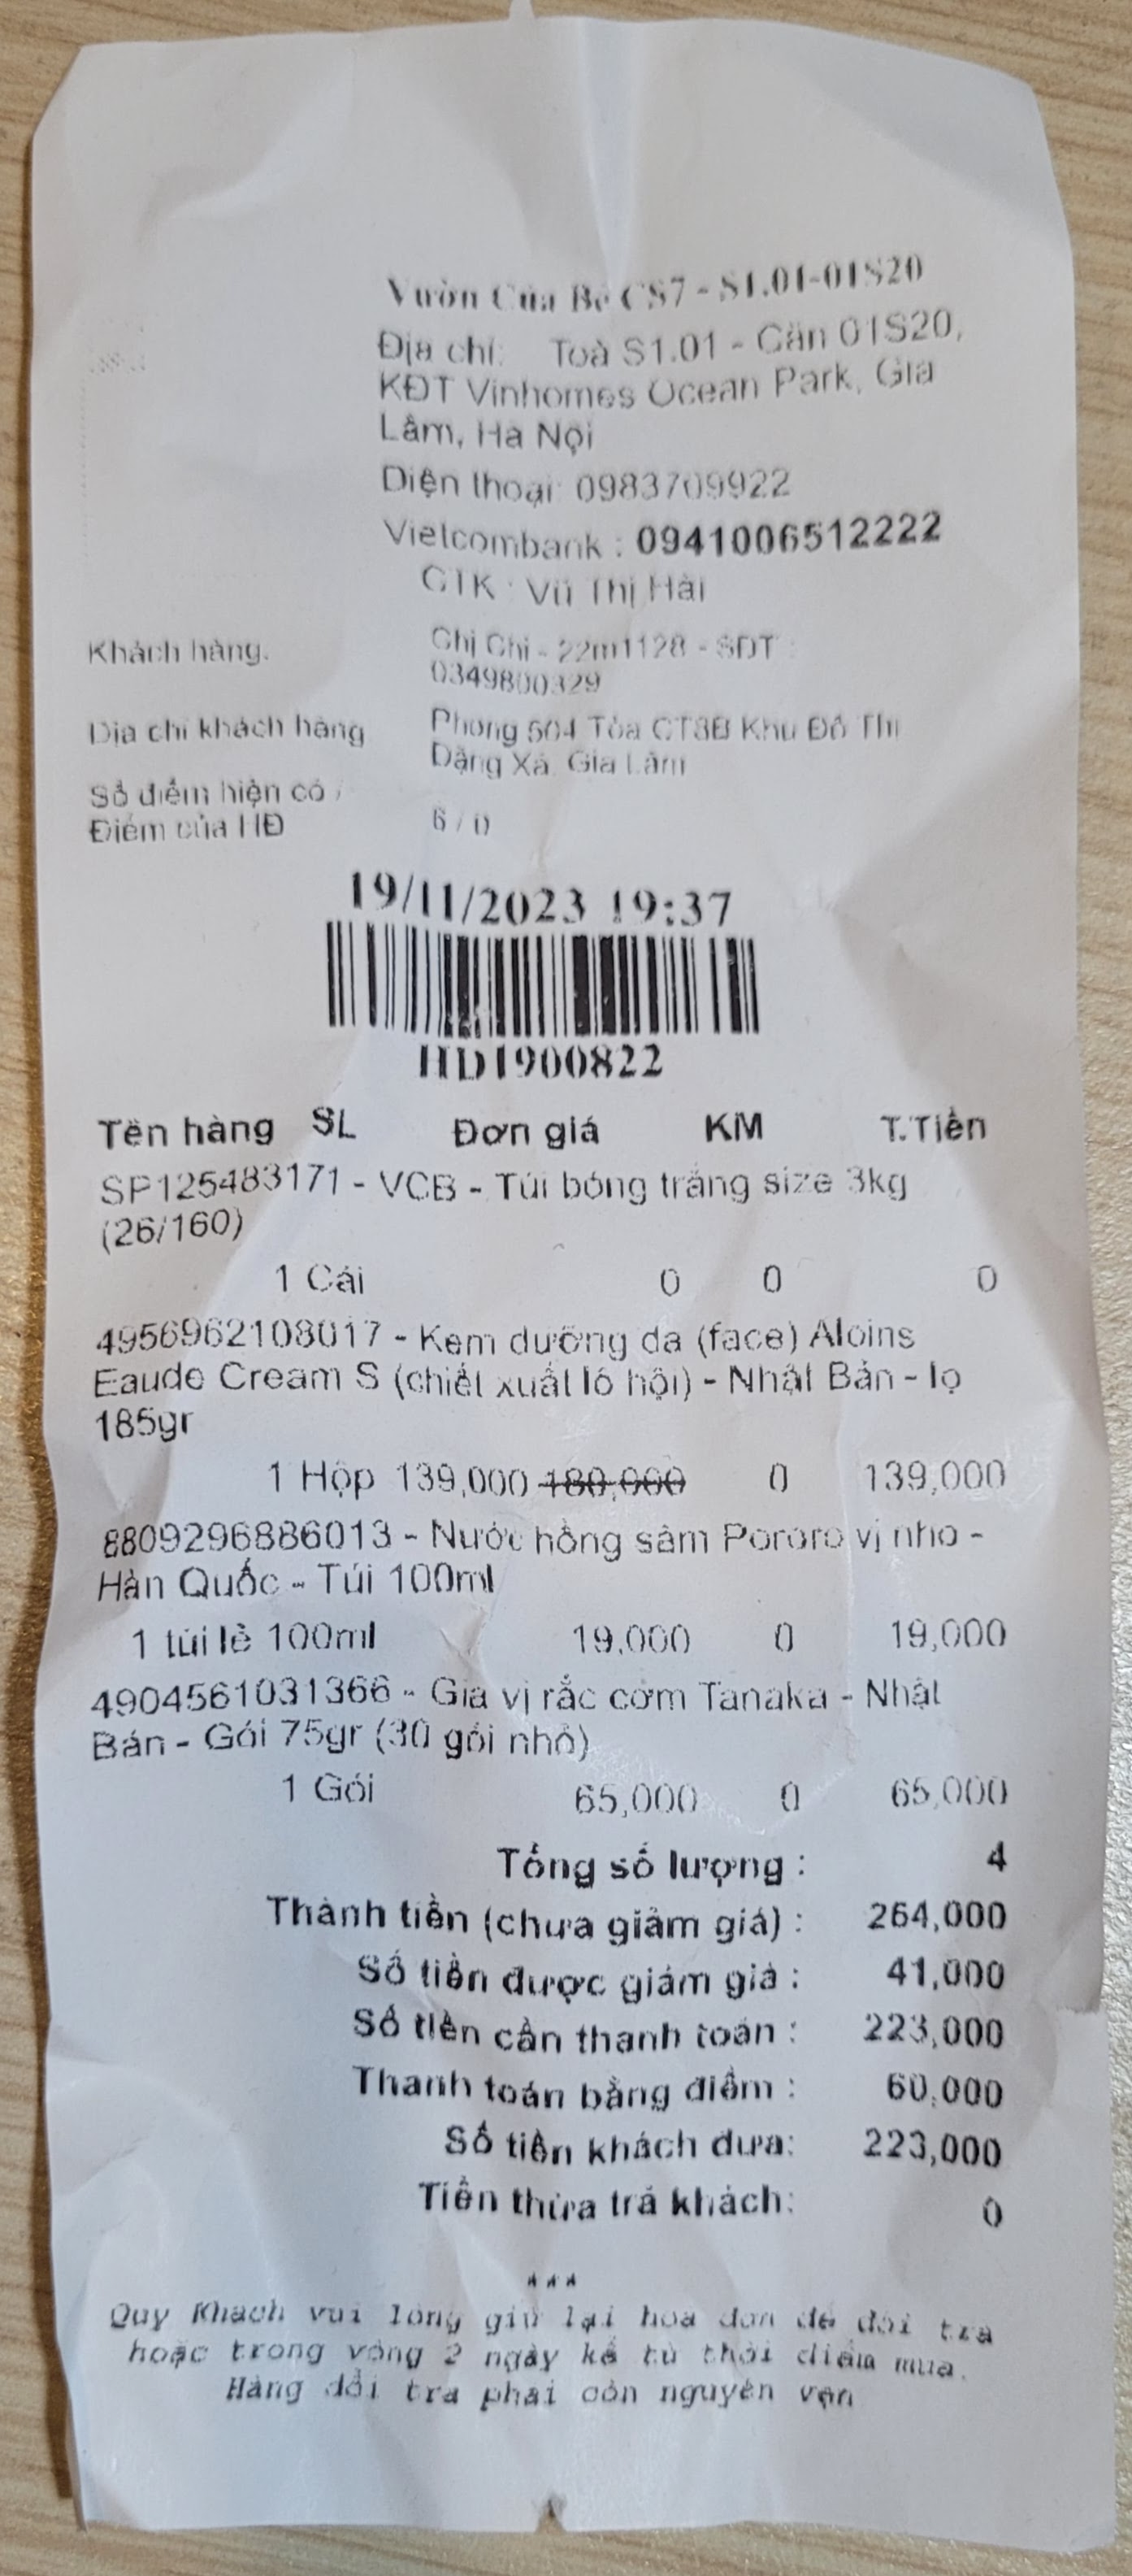 Vườn Của Bé CS7 - S1.01-01S20
Địa chỉ: Toà S1.01 - Căn 01S20,
KĐT Vinhomes Ocean Park, Gia
Lâm, Hà Nội
Điện thoại: 0983709922
Vietcombank : 0941006512222
CTK : Vũ Thị Hải
Khách hàng: Chị Chi - 22m1128 - SĐT :
0349800329
Địa chỉ khách hàng Phòng 504 Tòa CT3B Khu Đô Thị
Đặng Xá, Gia Lâm
Số điểm hiện có /
Điểm của HĐ 6 / 0
19/11/2023 19:37
HD1900822
Tên hàng SL Đơn giá KM T.Tiền
SP125483171 - VCB - Túi bóng trắng size 3kg
(26/160)
1 Cái 0 0 0
4956962108017 - Kem dưỡng da (face) Aloins
Eaude Cream S (chiết xuất lô hội) - Nhật Bản - lọ
185gr
1 Hộp 139,000 180,000 0 139,000
8809296886013 - Nước hồng sâm Pororo vị nho -
Hàn Quốc - Túi 100ml
1 túi lẻ 100ml 19,000 0 19,000
4904561031366 - Gia vị rắc cơm Tanaka - Nhật
Bản - Gói 75gr (30 gói nhỏ)
1 Gói 65,000 0 65,000
Tổng số lượng : 4
Thành tiền (chưa giảm giá) : 264,000
Số tiền được giảm giá : 41,000
Số tiền cần thanh toán : 223,000
Thanh toán bằng điểm : 60,000
Số tiền khách đưa: 223,000
Tiền thừa trả khách: 0
***
Quý Khách vui lòng giữ lại hóa đơn để đổi trả
hoặc trong vòng 2 ngày kể từ thời điểm mua.
Hàng đổi trả phải còn nguyên vẹn